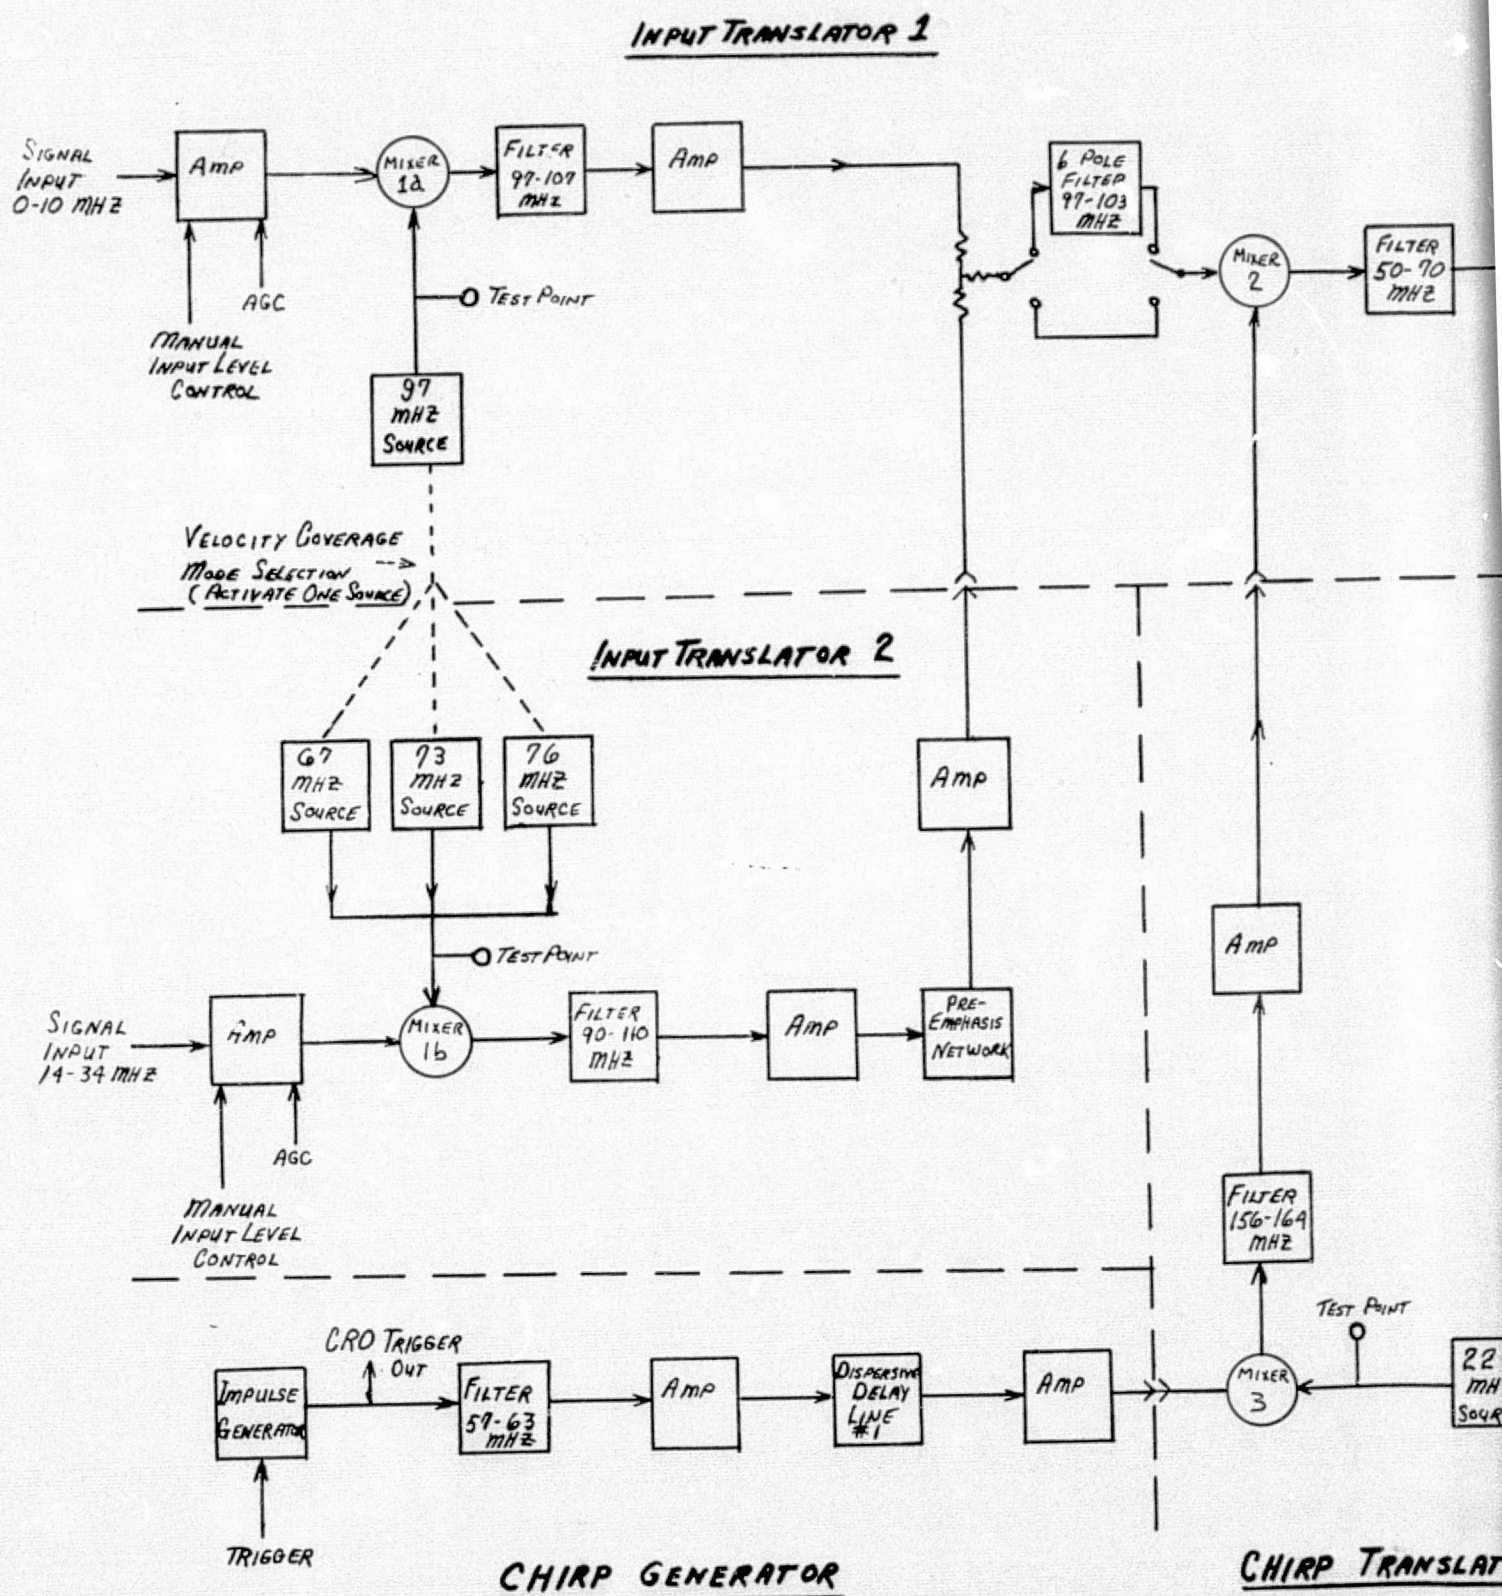 INPUT TRANSLATOR 1
SIGNAL
INPUT
0-10 MHZ
AMP
MIXER
1a
FILTER
97-107
MHZ
AMP
6 POLE
FILTER
97-103
MHZ
MIXER
2
FILTER
50-70
MHZ
AGC
MANUAL
INPUT LEVEL
CONTROL
TEST POINT
97
MHZ
SOURCE
VELOCITY COVERAGE
MODE SELECTION
(ACTIVATE ONE SOURCE)
INPUT TRANSLATOR 2
67
MHZ
SOURCE
73
MHZ
SOURCE
76
MHZ
SOURCE
AMP
TEST POINT
SIGNAL
INPUT
14-34 MHZ
AMP
MIXER
1b
FILTER
90-110
MHZ
AMP
PRE-
EMPHASIS
NETWORK
AMP
AGC
MANUAL
INPUT LEVEL
CONTROL
FILTER
156-164
MHZ
TEST POINT
CRO TRIGGER
OUT
IMPULSE
GENERATOR
FILTER
57-63
MHZ
AMP
DISPERSIVE
DELAY
LINE
#1
AMP
MIXER
3
22
MH
SOUR
TRIGGER
CHIRP GENERATOR
CHIRP TRANSLAT